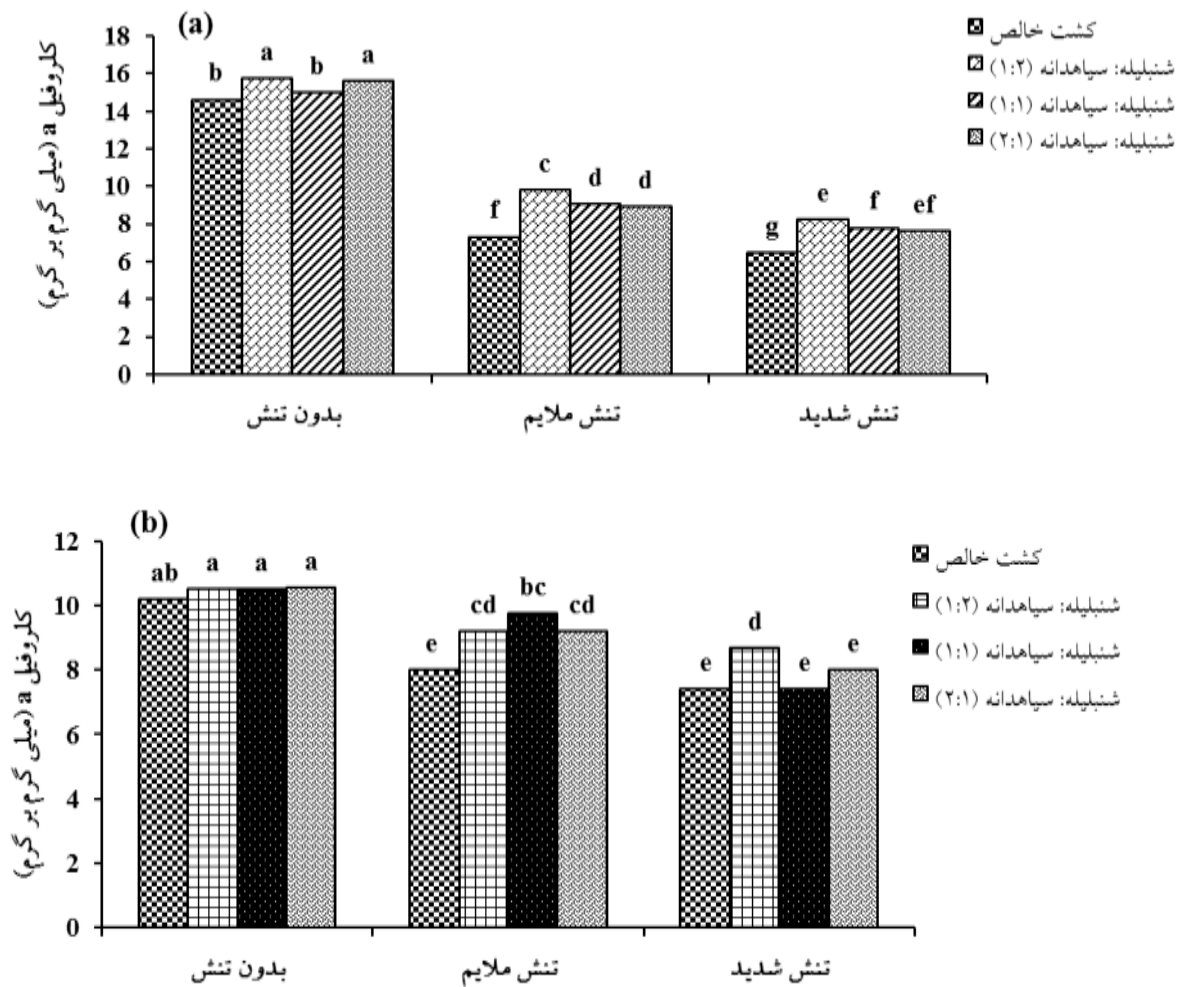 (a)
کلروفیل a (میلی گرم بر گرم)
18
16
14
12
10
8
6
4
2
0
b a b a
f c d d
g e f ef
بدون تنش
تنش ملایم
تنش شدید
کشت خالص
شنبلیله: سیاهدانه (۱:۲)
شنبلیله: سیاهدانه (۱:۱)
شنبلیله: سیاهدانه (۲:۱)
(b)
کلروفیل a (میلی گرم بر گرم)
12
10
8
6
4
2
0
ab a a a
e cd bc cd
e d e e
بدون تنش
تنش ملایم
تنش شدید
کشت خالص
شنبلیله: سیاهدانه (۱:۲)
شنبلیله: سیاهدانه (۱:۱)
شنبلیله: سیاهدانه (۲:۱)